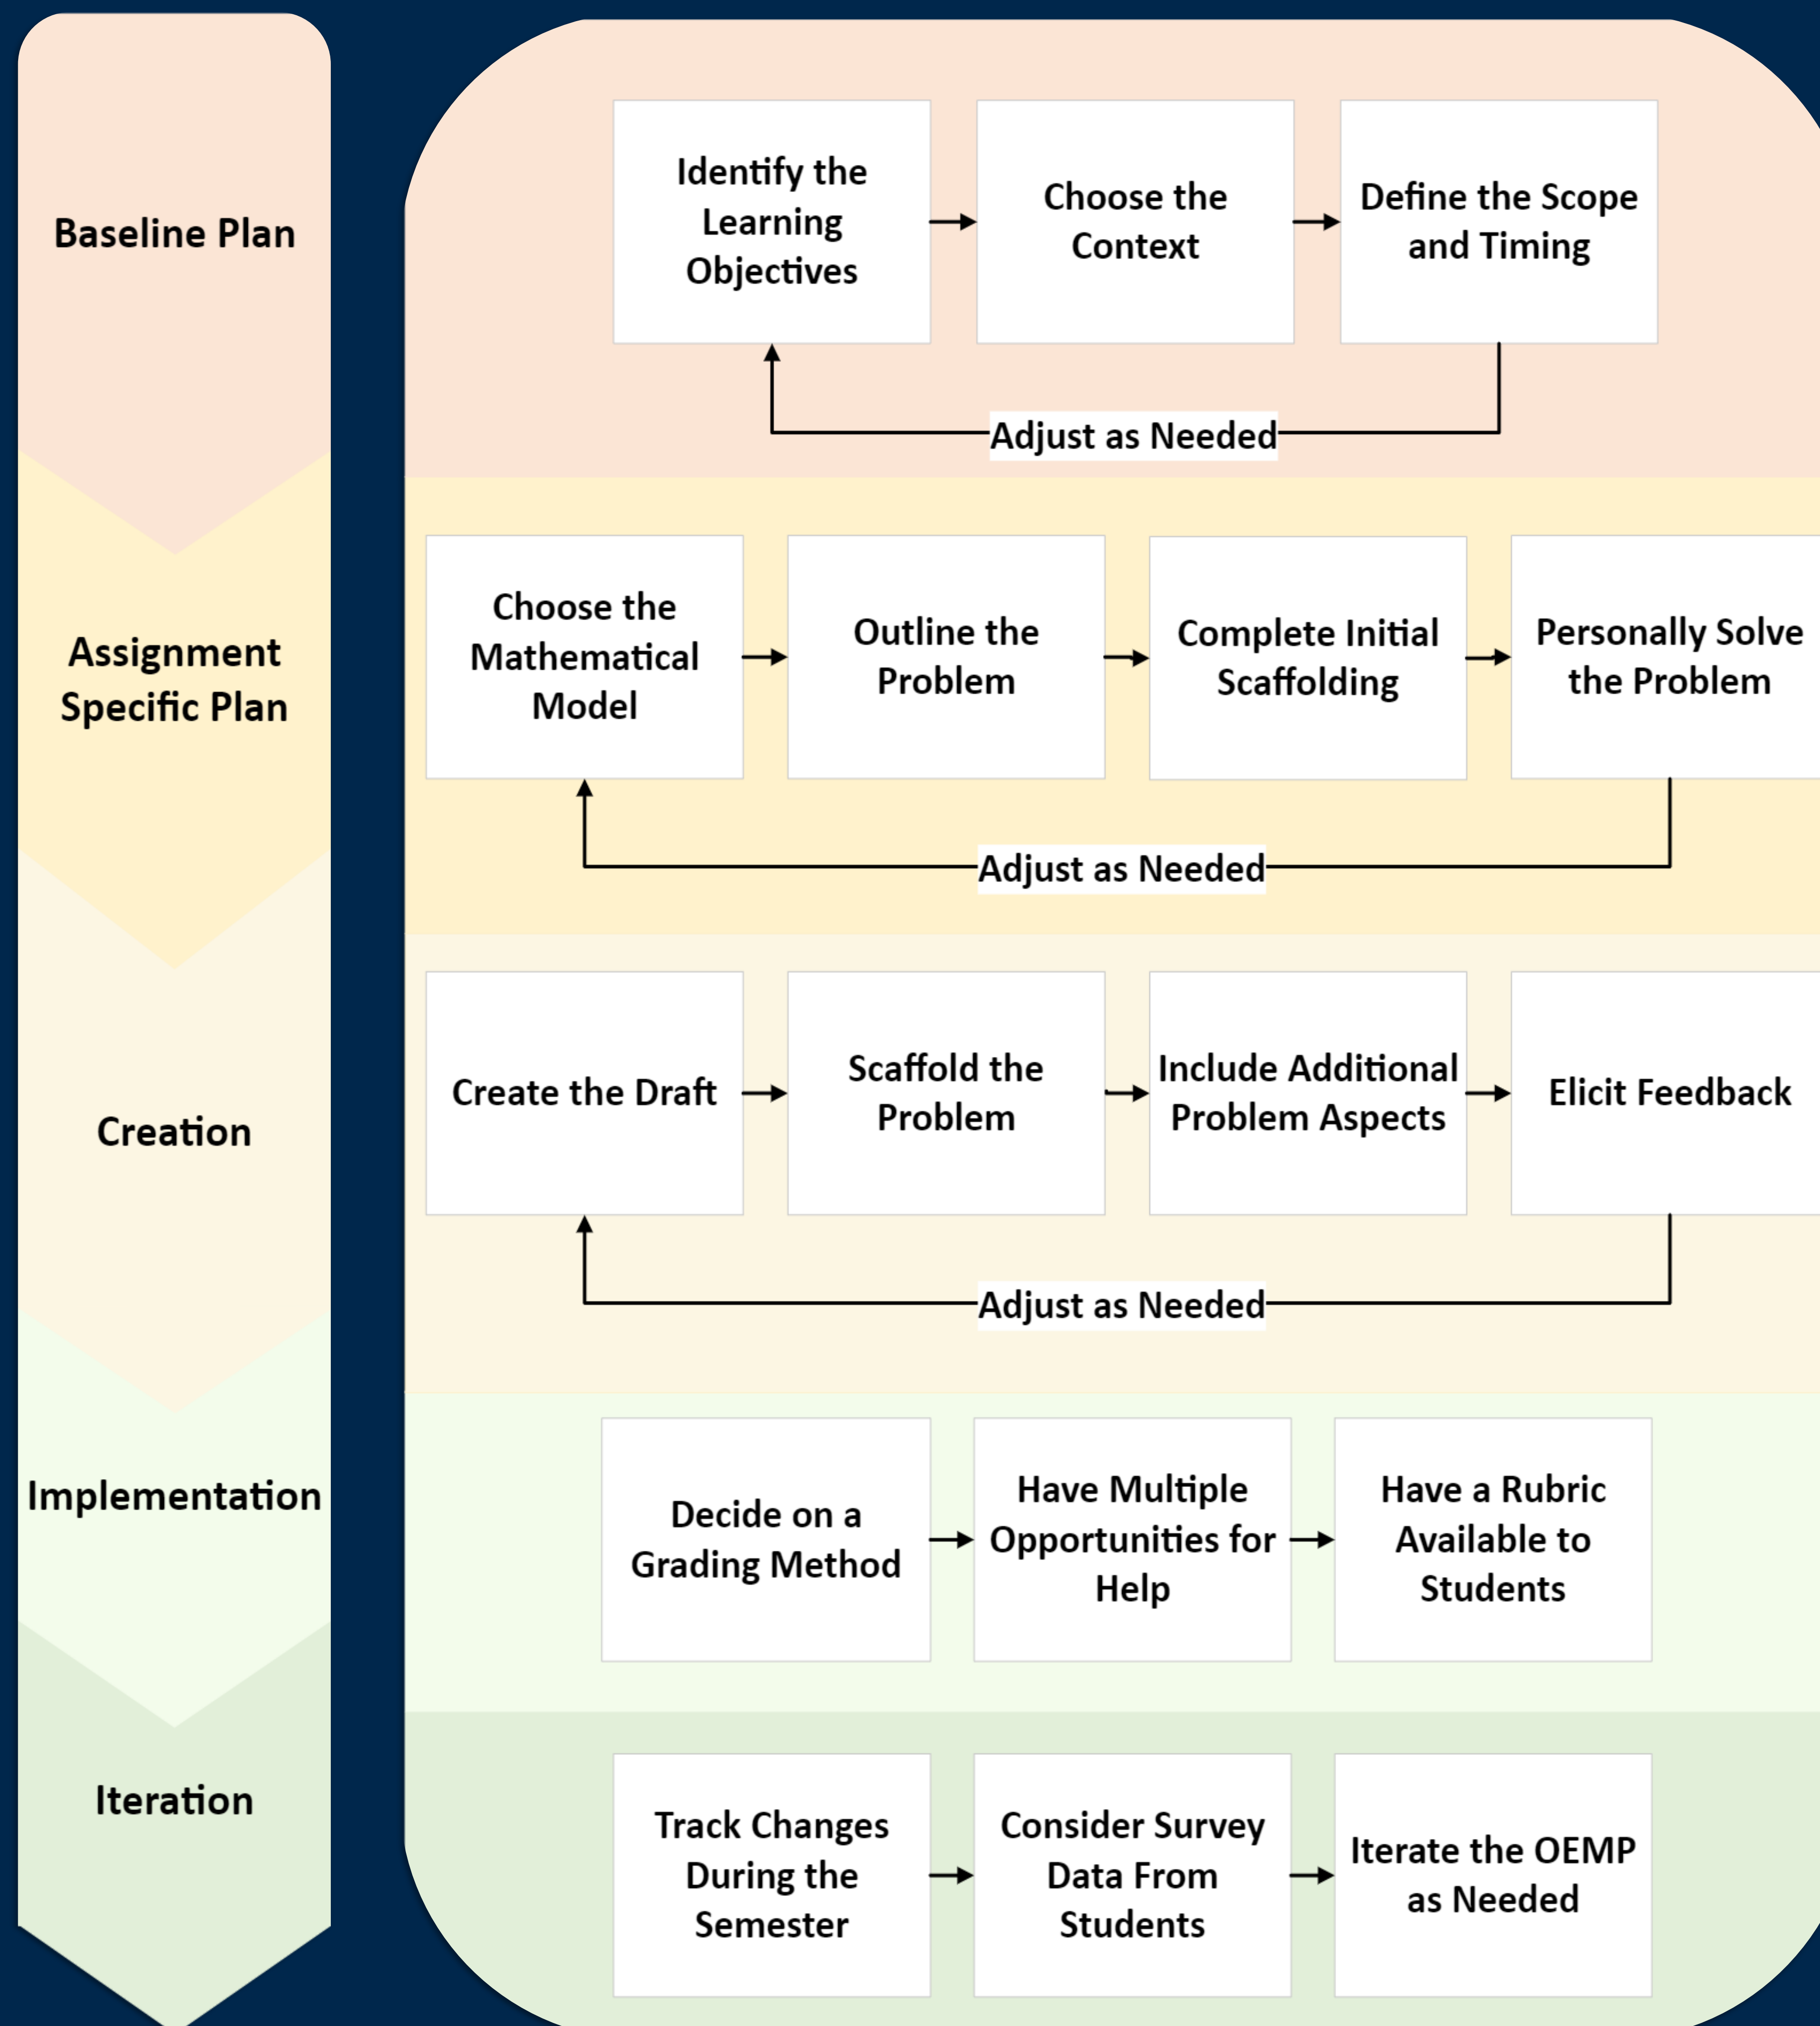 Baseline Plan
Identify the
Learning
Objectives
Choose the
Context
Define the Scope
and Timing
Adjust as Needed
Assignment
Specific Plan
Choose the
Mathematical
Model
Outline the
Problem
Complete Initial
Scaffolding
Personally Solve
the Problem
Adjust as Needed
Creation
Create the Draft
Scaffold the
Problem
Include Additional
Problem Aspects
Elicit Feedback
Adjust as Needed
Implementation
Decide on a
Grading Method
Have Multiple
Opportunities for
Help
Have a Rubric
Available to
Students
Iteration
Track Changes
During the
Semester
Consider Survey
Data From
Students
Iterate the OEMP
as Needed